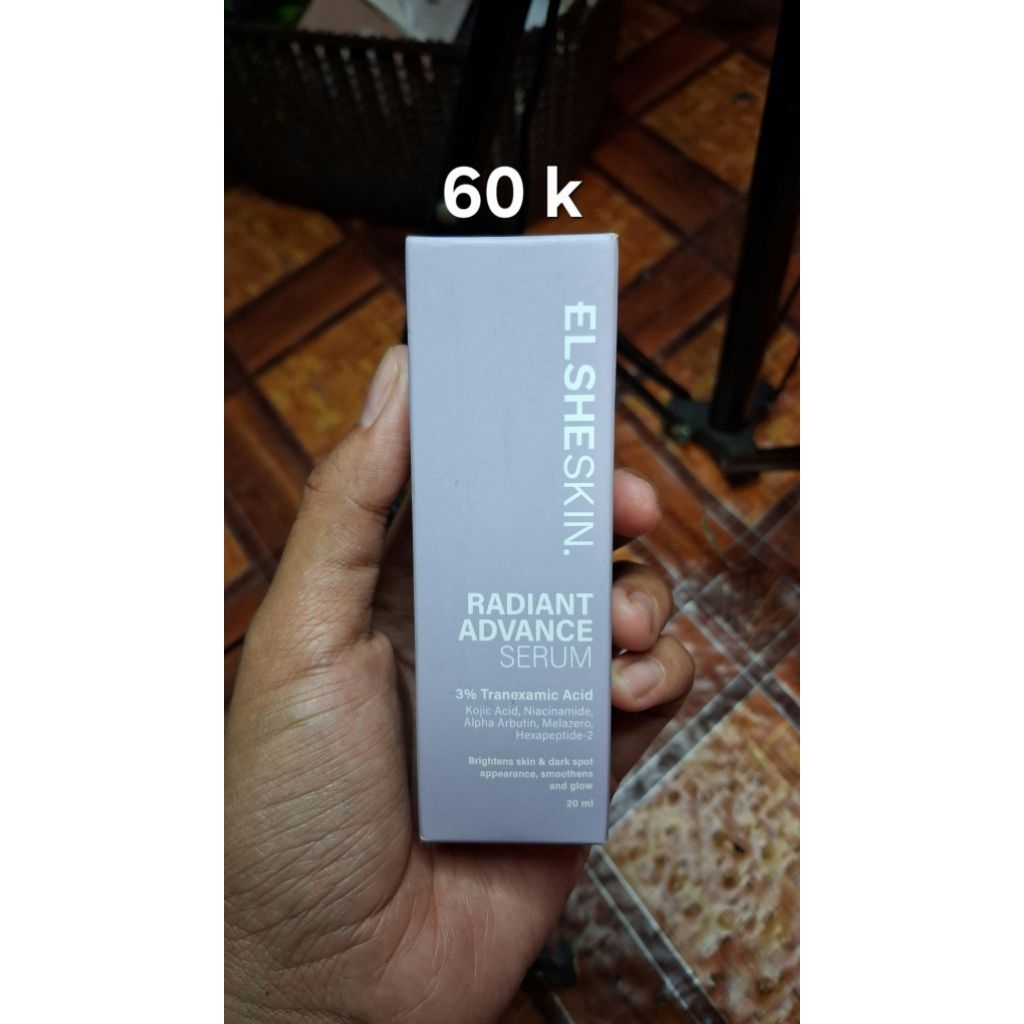 60 k
ELSHESKIN.
RADIANT
ADVANCE
SERUM
3% Tranexamic Acid
Kojic Acid, Niacinamide,
Alpha Arbutin, Melazero,
Hexapeptide-2
Brightens skin & dark spot
appearance, smoothens
and glow
20 ml